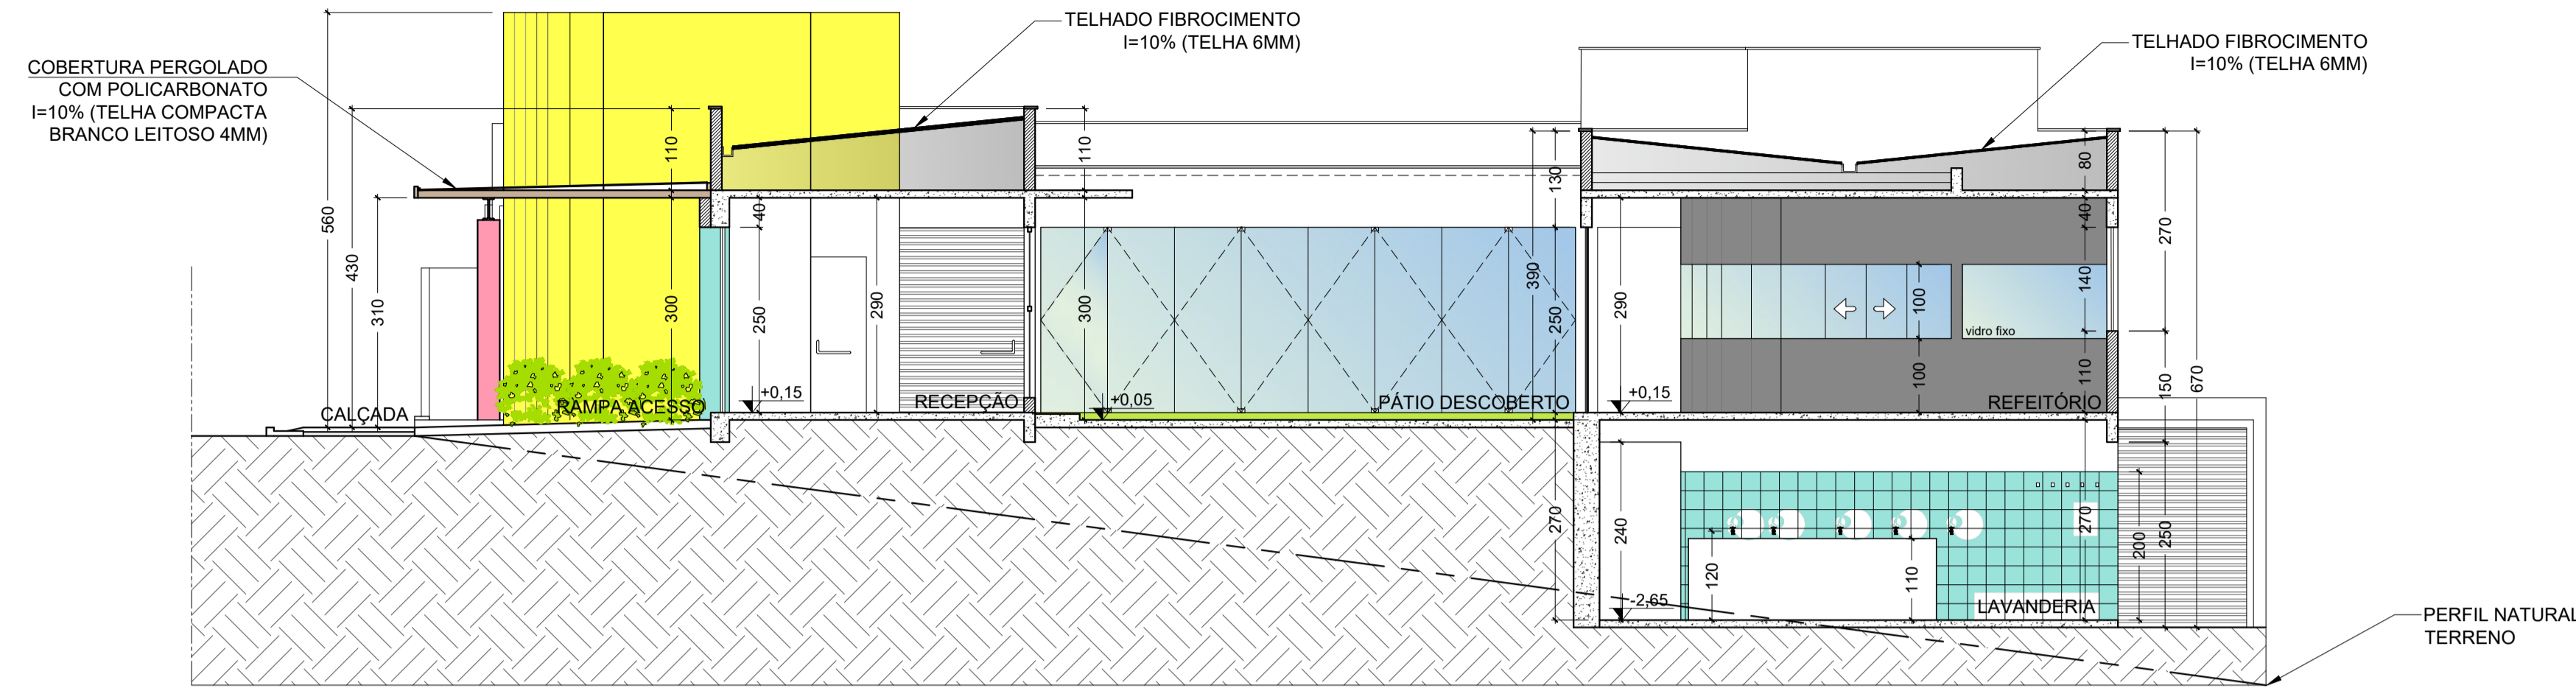 TELHADO FIBROCIMENTO
I=10% (TELHA 6MM)
TELHADO FIBROCIMENTO
I=10% (TELHA 6MM)
COBERTURA PERGOLADO
COM POLICARBONATO
I=10% (TELHA COMPACTA
BRANCO LEITOSO 4MM)
560
430
310
110
300
40
250
290
110
300
130
390
250
270
290
100
100
80
40
140
110
270
150
670
vidro fixo
+0,15
+0,05
+0,15
CALÇADA
RAMPA ACESSO
RECEPÇÃO
PÁTIO DESCOBERTO
REFEITÓRIO
240
120
110
270
200
250
-2,65
LAVANDERIA
PERFIL NATURAL
TERRENO